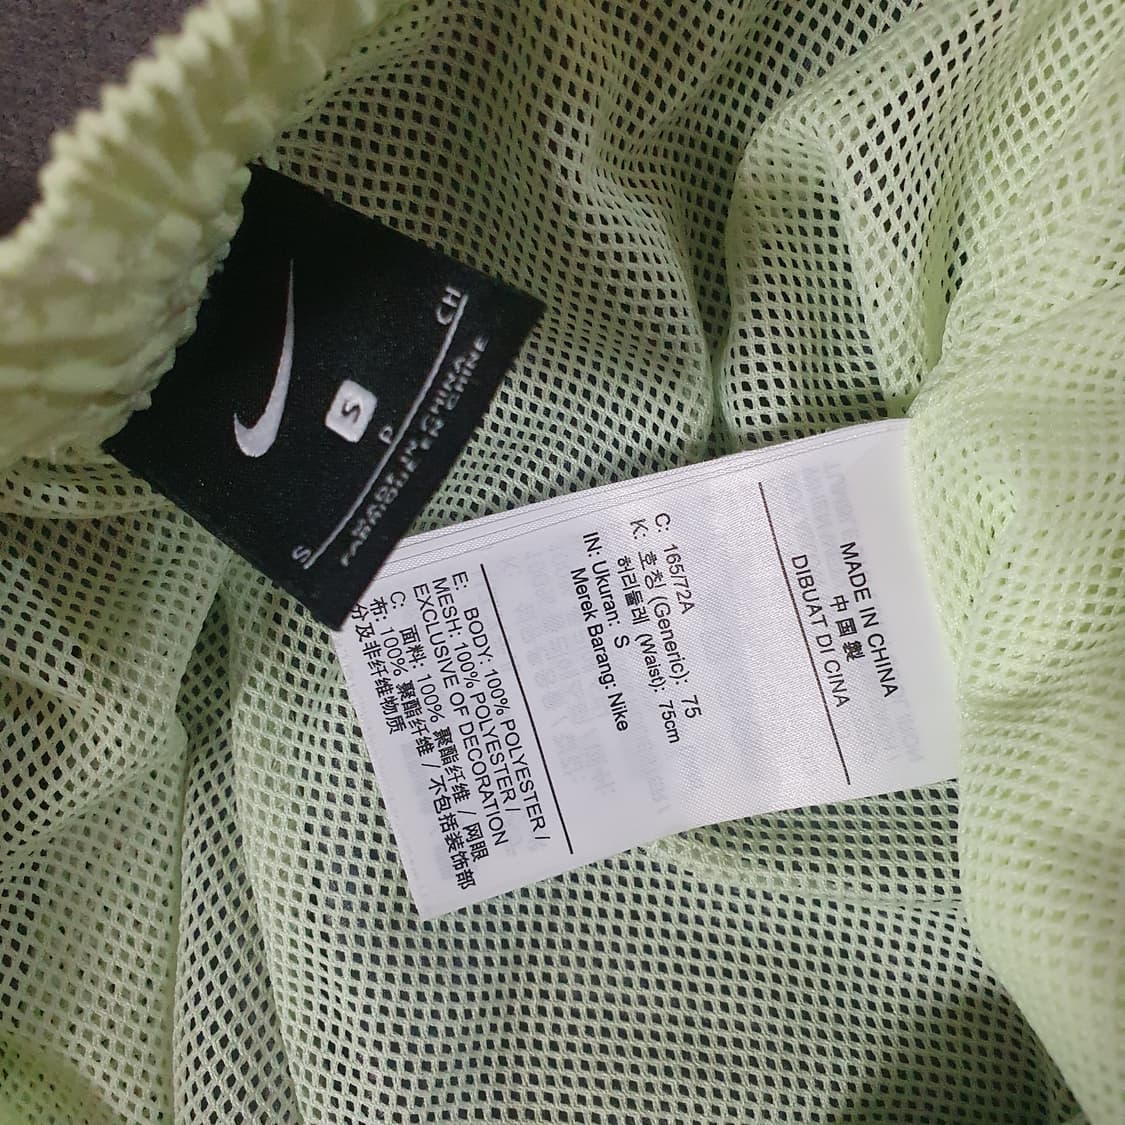 S
S P CH
MADE IN CHINA
中国製
DIBUAT DI CINA
C: 165/72A
K: 호칭 (Generic): 75
허리둘레 (Waist): 75cm
IN: Ukuran: S
Merek Barang: Nike
E: BODY: 100% POLYESTER /
MESH: 100% POLYESTER /
EXCLUSIVE OF DECORATION
C: 面料: 100% 聚酯纤维 / 网眼
布: 100% 聚酯纤维 / 不包括装饰部
分及非纤维物质